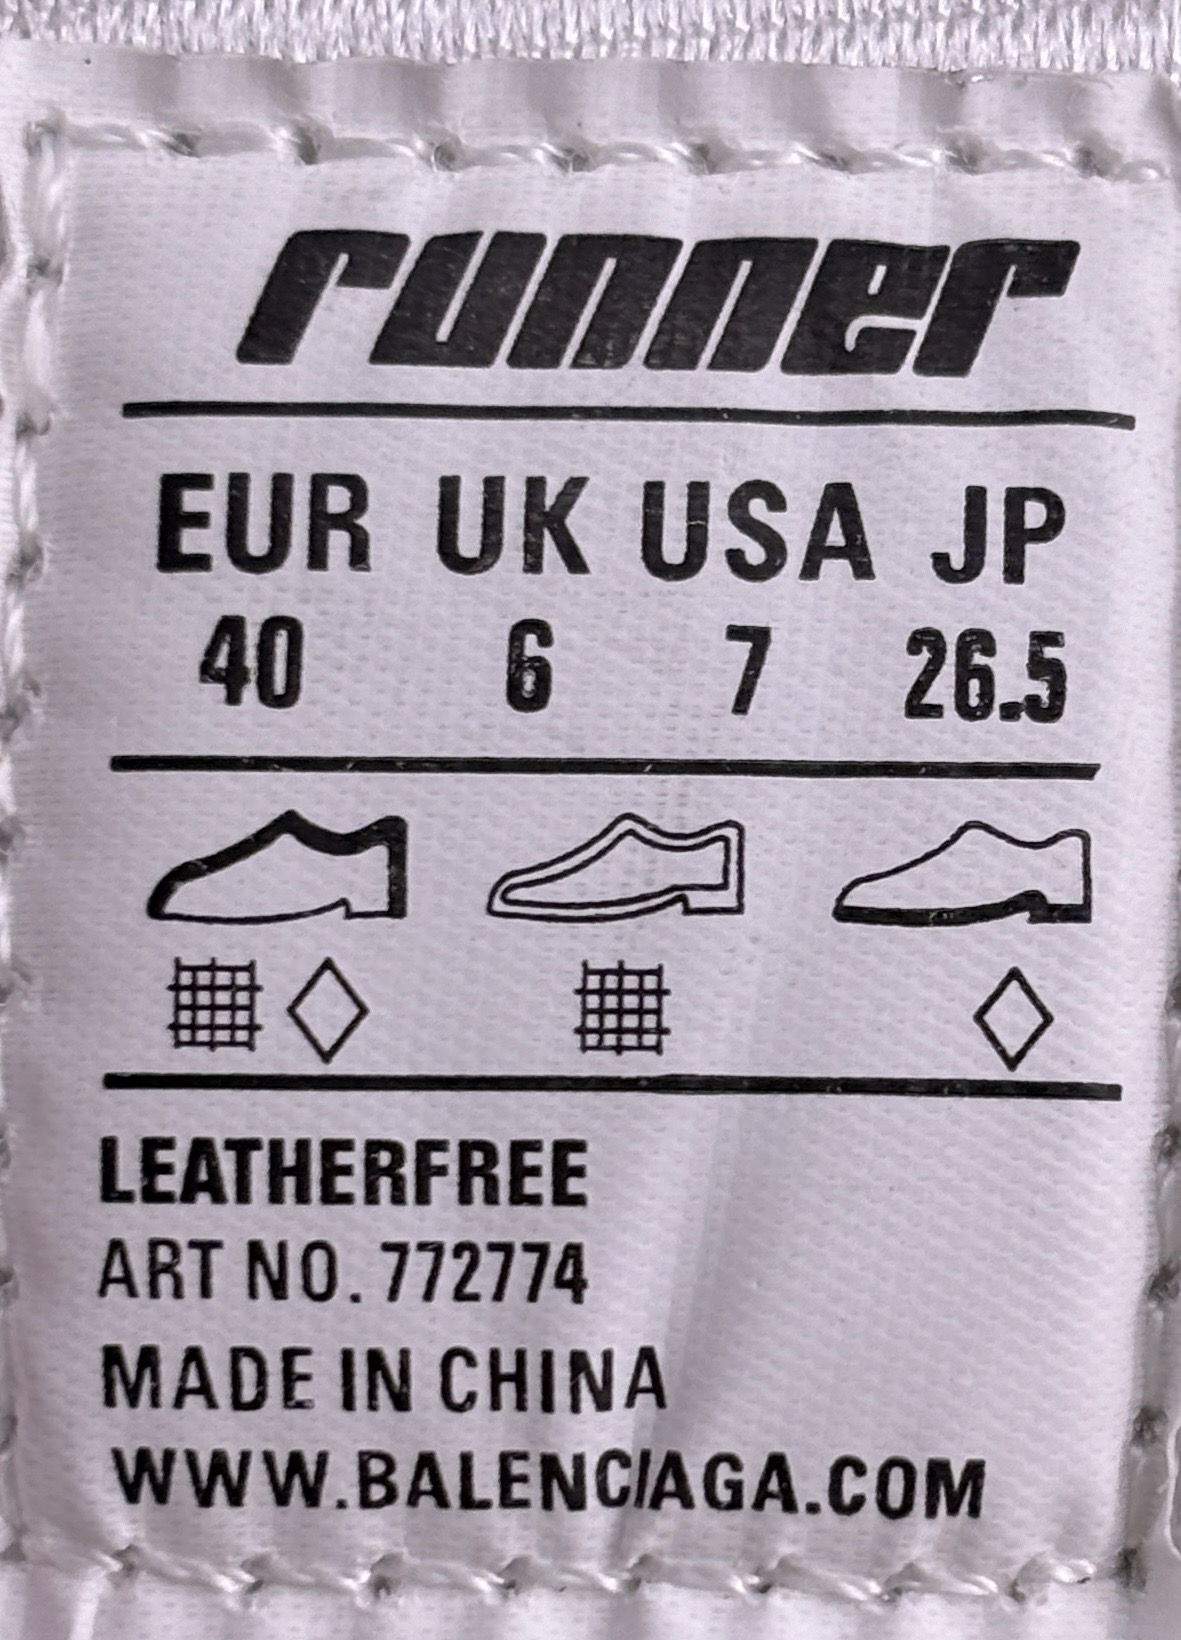 runner
EUR UK USA JP
40 6 7 26.5
LEATHERFREE
ART NO. 772774
MADE IN CHINA
WWW.BALENCIAGA.COM